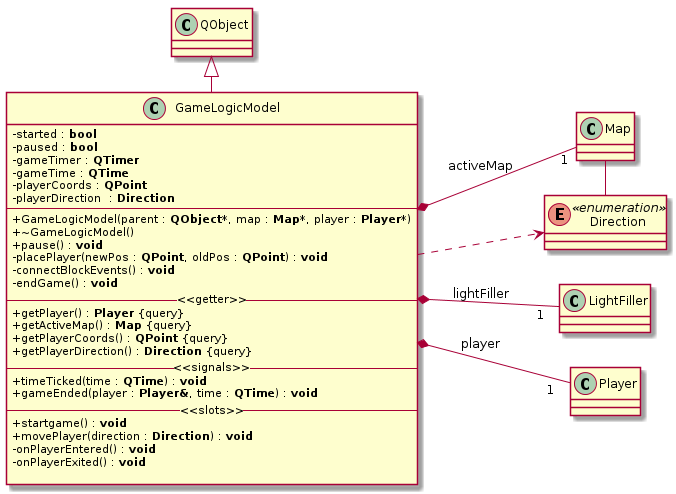 C QObject
C GameLogicModel
-started : bool
-paused : bool
-gameTimer : QTimer
-gameTime : QTime
-playerCoords : QPoint
-playerDirection : Direction
+GameLogicModel(parent : QObject*, map : Map*, player : Player*)
+~GameLogicModel()
+pause() : void
-placePlayer(newPos : QPoint, oldPos : QPoint) : void
-connectBlockEvents() : void
-endGame() : void
<<getter>>
+getPlayer() : Player {query}
+getActiveMap() : Map {query}
+getPlayerCoords() : QPoint {query}
+getPlayerDirection() : Direction {query}
<<signals>>
+timeTicked(time : QTime) : void
+gameEnded(player : Player&, time : QTime) : void
<<slots>>
+startgame() : void
+movePlayer(direction : Direction) : void
-onPlayerEntered() : void
-onPlayerExited() : void
activeMap
1
C Map
E «enumeration»
Direction
lightFiller
1
C LightFiller
player
1
C Player